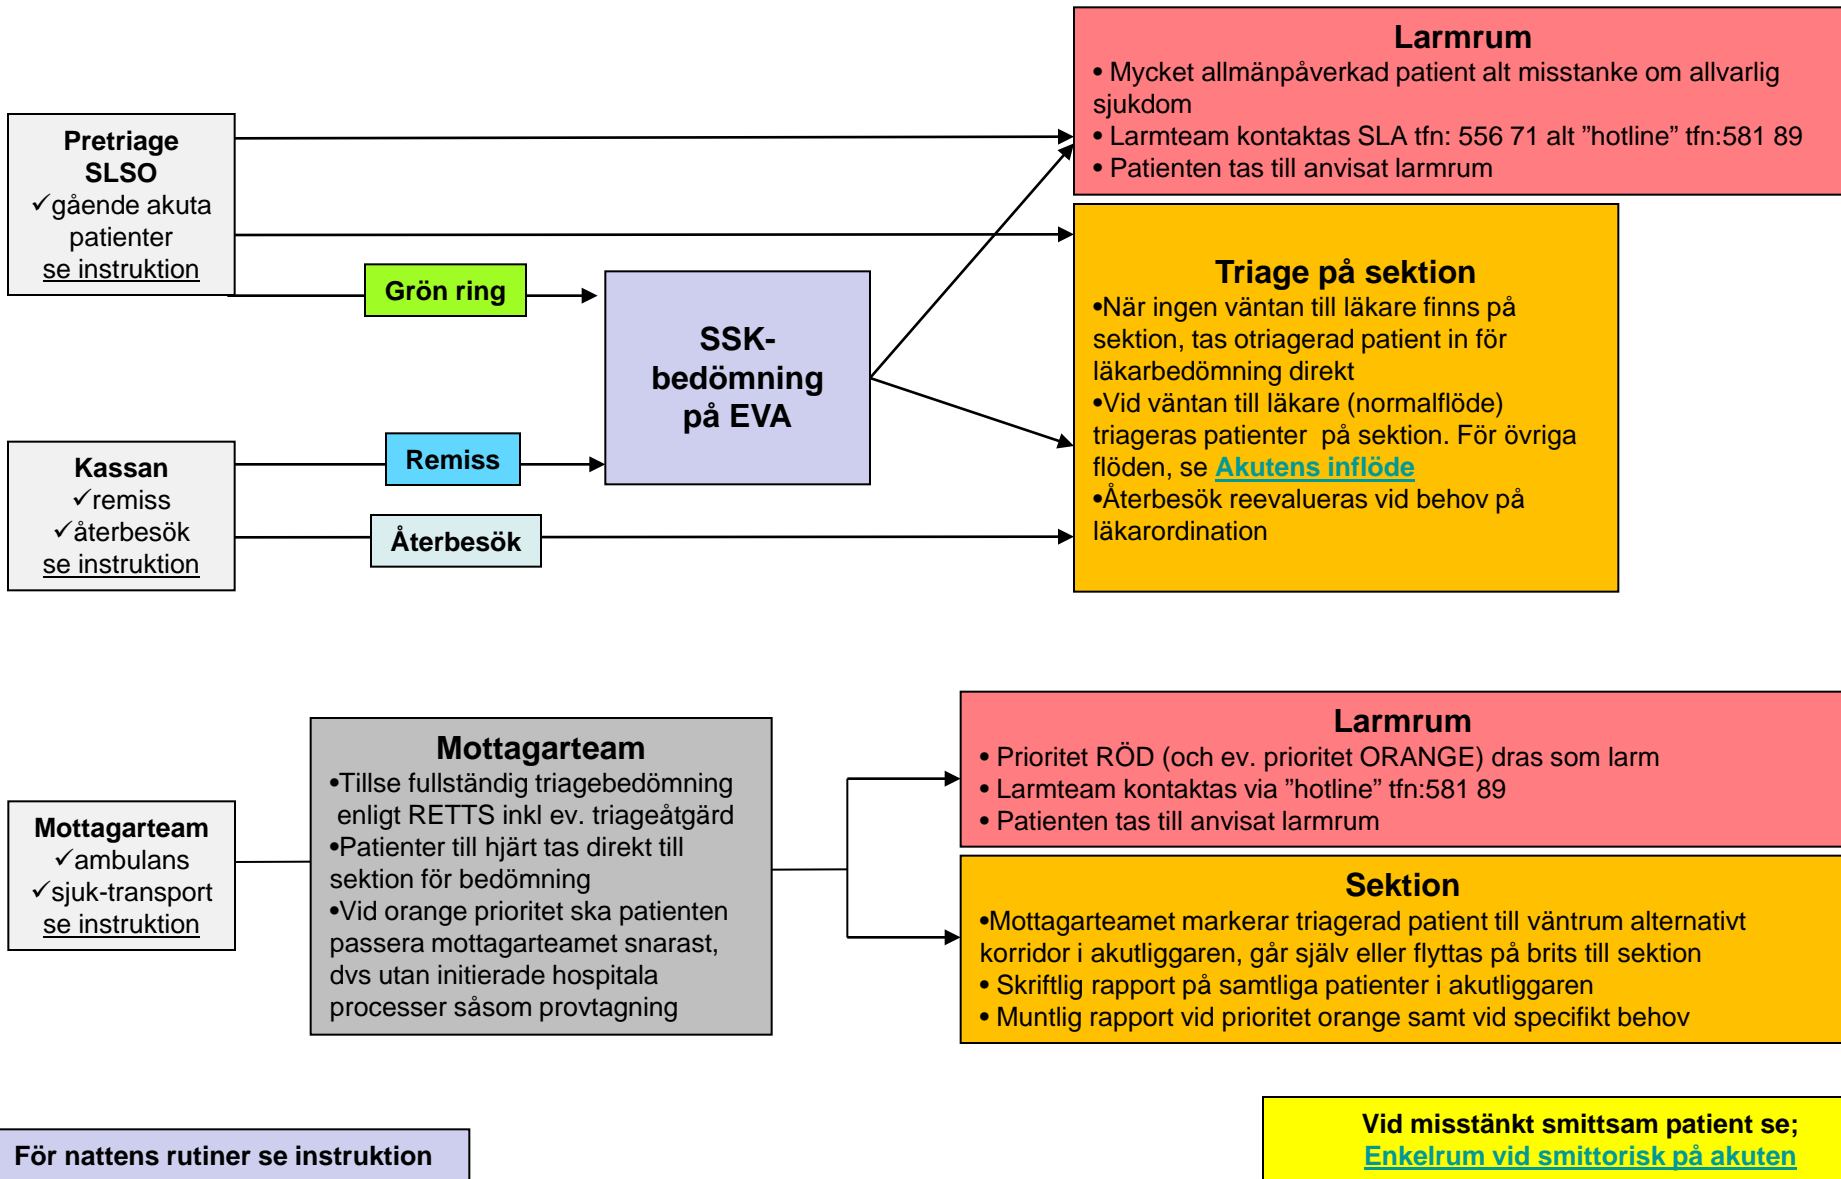 Larmrum
• Mycket allmänpåverkad patient alt misstanke om allvarlig
sjukdom
• Larmteam kontaktas SLA tfn: 556 71 alt ”hotline” tfn:581 89
• Patienten tas till anvisat larmrum
Pretriage
SLSO
✓gående akuta
patienter
se instruktion
Grön ring
SSK-
bedömning
på EVA
Triage på sektion
•När ingen väntan till läkare finns på
sektion, tas otriagerad patient in för
läkarbedömning direkt
•Vid väntan till läkare (normalflöde)
triageras patienter på sektion. För övriga
flöden, se Akutens inflöde
•Återbesök reevalueras vid behov på
läkarordination
Kassan
✓remiss
✓återbesök
se instruktion
Remiss
Återbesök
Mottagarteam
✓ambulans
✓sjuk-transport
se instruktion
Mottagarteam
•Tillse fullständig triagebedömning
enligt RETTS inkl ev. triageåtgärd
•Patienter till hjärt tas direkt till
sektion för bedömning
•Vid orange prioritet ska patienten
passera mottagarteamet snarast,
dvs utan initierade hospitala
processer såsom provtagning
Larmrum
• Prioritet RÖD (och ev. prioritet ORANGE) dras som larm
• Larmteam kontaktas via ”hotline” tfn:581 89
• Patienten tas till anvisat larmrum
Sektion
•Mottagarteamet markerar triagerad patient till väntrum alternativt
korridor i akutliggaren, går själv eller flyttas på brits till sektion
• Skriftlig rapport på samtliga patienter i akutliggaren
• Muntlig rapport vid prioritet orange samt vid specifikt behov
För nattens rutiner se instruktion
Vid misstänkt smittsam patient se;
Enkelrum vid smittorisk på akuten